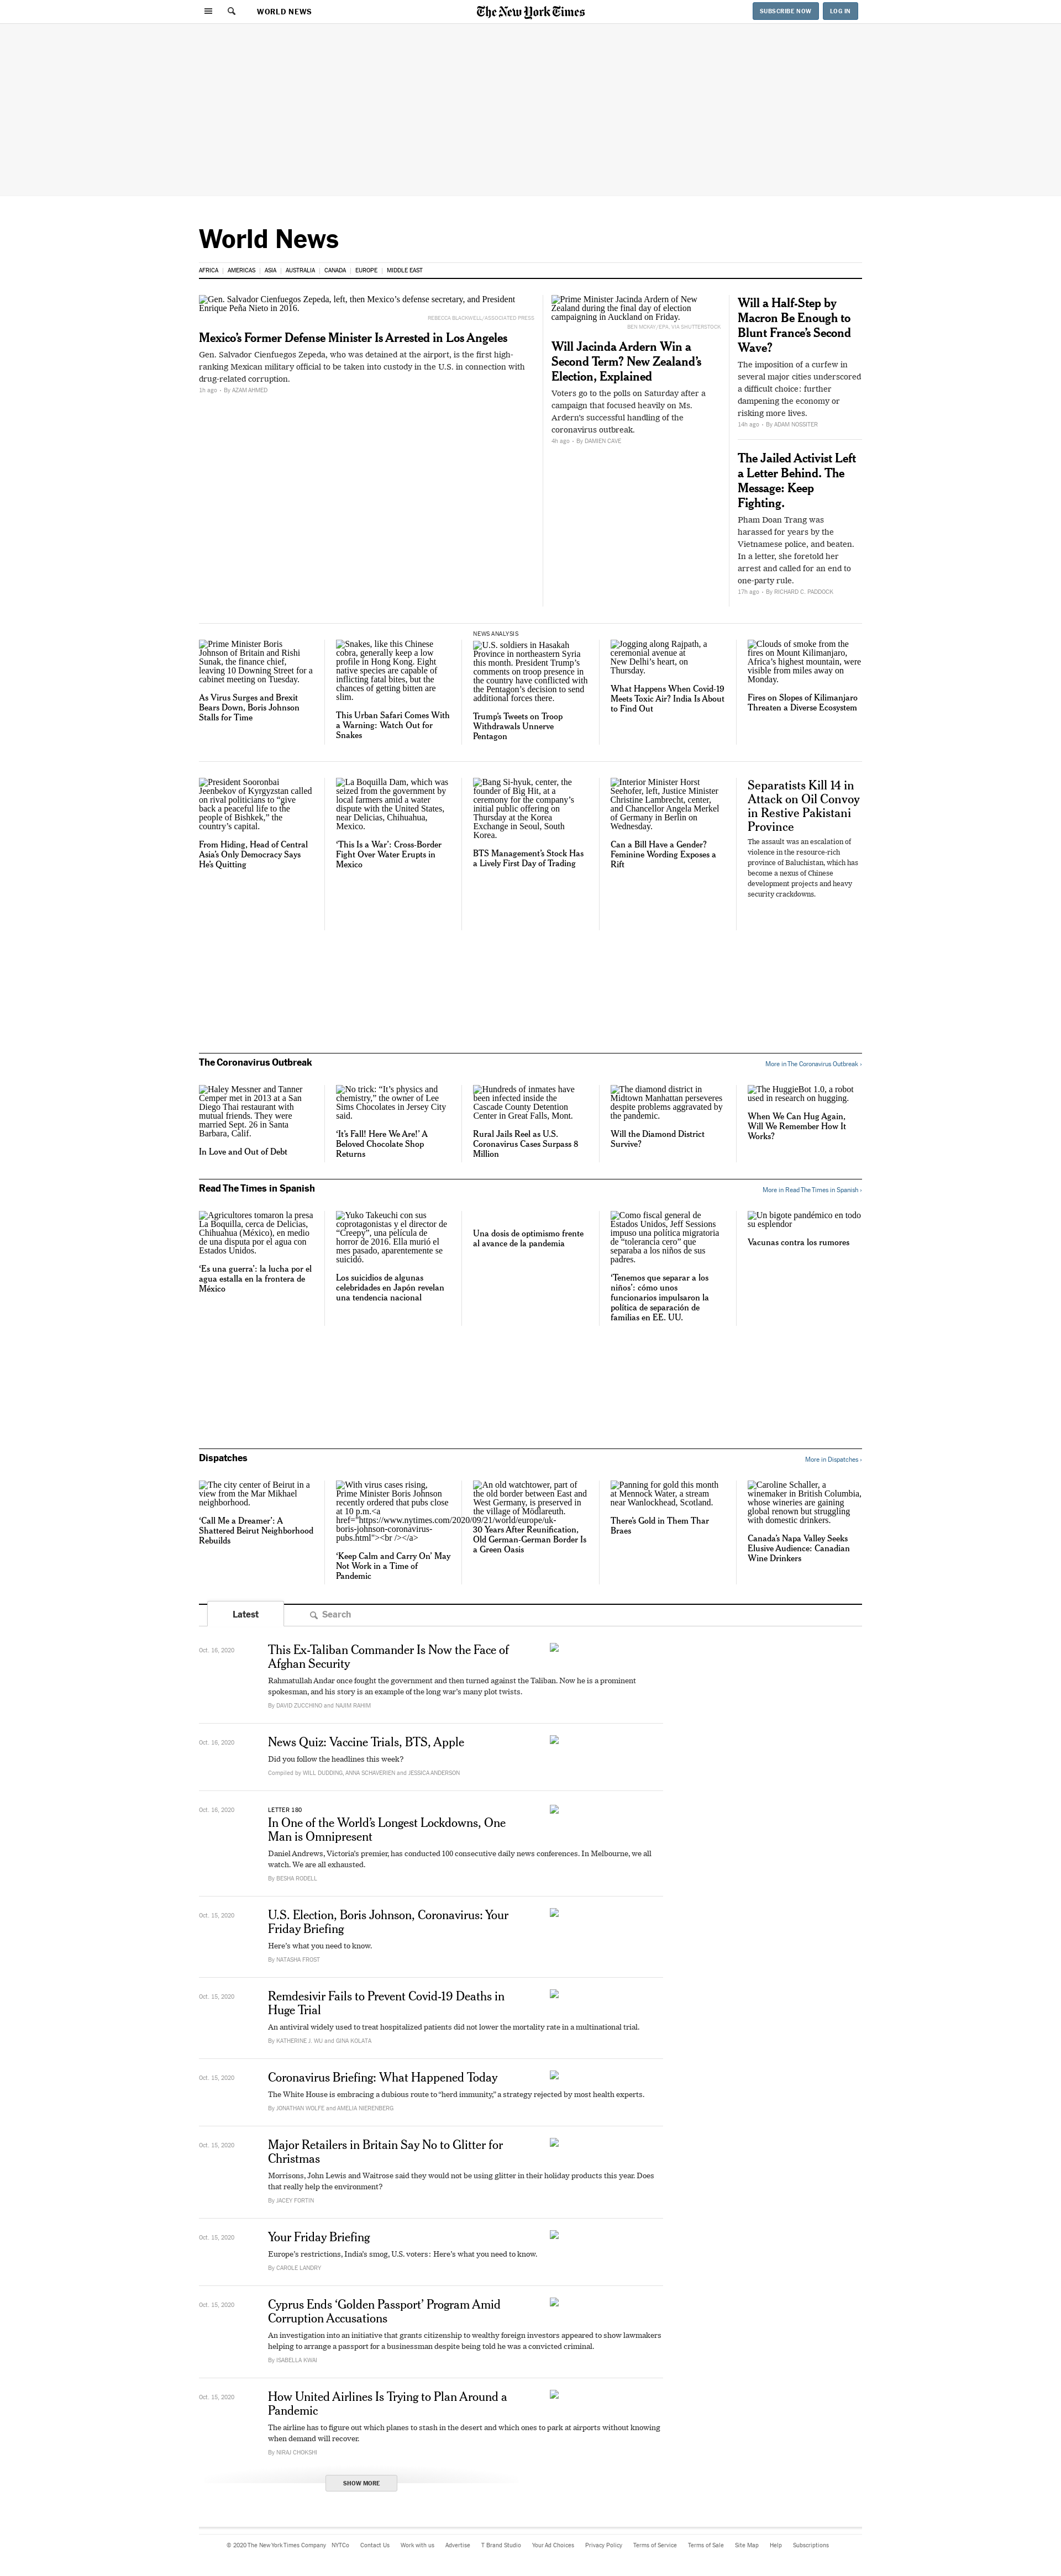 WORLD NEWS
The New York Times
SUBSCRIBE NOW
LOG IN
World News
AFRICA
AMERICAS
ASIA
AUSTRALIA
CANADA
EUROPE
MIDDLE EAST
Gen. Salvador Cienfuegos Zepeda, left, then Mexico's defense secretary, and President
Enrique Peña Nieto in 2016.
REBECCA BLACKWELL/ASSOCIATED PRESS
Mexico's Former Defense Minister Is Arrested in Los Angeles
Gen. Salvador Cienfuegos Zepeda, who was detained at the airport, is the first high-
ranking Mexican military official to be taken into custody in the U.S. in connection with
drug-related corruption.
1h ago · By AZAM AHMED
Prime Minister Jacinda Ardern of New
Zealand during the final day of election
campaigning in Auckland on Friday.
BEN MCKAY/EPA, VIA SHUTTERSTOCK
Will Jacinda Ardern Win a
Second Term? New Zealand's
Election, Explained
Voters go to the polls on Saturday after a
campaign that focused heavily on Ms.
Ardern's successful handling of the
coronavirus outbreak.
4h ago · By DAMIEN CAVE
Will a Half-Step by
Macron Be Enough to
Blunt France's Second
Wave?
The imposition of a curfew in
several major cities underscored
a difficult choice: further
dampening the economy or
risking more lives.
14h ago · By ADAM NOSSITER
The Jailed Activist Left
a Letter Behind. The
Message: Keep
Fighting.
Pham Doan Trang was
harassed for years by the
Vietnamese police, and beaten.
In a letter, she foretold her
arrest and called for an end to
one-party rule.
17h ago · By RICHARD C. PADDOCK
Prime Minister Boris
Johnson of Britain and Rishi
Sunak, the finance chief,
leaving 10 Downing Street for a
cabinet meeting on Tuesday.
As Virus Surges and Brexit
Bears Down, Boris Johnson
Stalls for Time
Snakes, like this Chinese
cobra, generally keep a low
profile in Hong Kong. Eight
native species are capable of
inflicting fatal bites, but the
chances of getting bitten are
slim.
This Urban Safari Comes With
a Warning: Watch Out for
Snakes
NEWS ANALYSIS
U.S. soldiers in Hasakah
Province in northeastern Syria
this month. President Trump's
comments on troop presence in
the country have conflicted with
the Pentagon's decision to send
additional forces there.
Trump's Tweets on Troop
Withdrawals Unnerve
Pentagon
Jogging along Rajpath, a
ceremonial avenue at
New Delhi's heart, on
Thursday.
What Happens When Covid-19
Meets Toxic Air? India Is About
to Find Out
Clouds of smoke from the
fires on Mount Kilimanjaro,
Africa's highest mountain, were
visible from miles away on
Monday.
Fires on Slopes of Kilimanjaro
Threaten a Diverse Ecosystem
President Sooronbai
Jeenbekov of Kyrgyzstan called
on rival politicians to "give
back a peaceful life to the
people of Bishkek," the
country's capital.
From Hiding, Head of Central
Asia's Only Democracy Says
He's Quitting
La Boquilla Dam, which was
seized from the government by
local farmers amid a water
dispute with the United States,
near Delicias, Chihuahua,
Mexico.
'This Is a War': Cross-Border
Fight Over Water Erupts in
Mexico
Bang Si-hyuk, center, the
founder of Big Hit, at a
ceremony for the company's
initial public offering on
Thursday at the Korea
Exchange in Seoul, South
Korea.
BTS Management's Stock Has
a Lively First Day of Trading
Interior Minister Horst
Seehofer, left, Justice Minister
Christine Lambrecht, center,
and Chancellor Angela Merkel
of Germany in Berlin on
Wednesday.
Can a Bill Have a Gender?
Feminine Wording Exposes a
Rift
Separatists Kill 14 in
Attack on Oil Convoy
in Restive Pakistani
Province
The assault was an escalation of
violence in the resource-rich
province of Baluchistan, which has
become a nexus of Chinese
development projects and heavy
security crackdowns.
The Coronavirus Outbreak
More in The Coronavirus Outbreak ›
Haley Messner and Tanner
Cemper met in 2013 at a San
Diego Thai restaurant with
mutual friends. They were
married Sept. 26 in Santa
Barbara, Calif.
In Love and Out of Debt
No trick: "It's physics and
chemistry," the owner of Lee
Sims Chocolates in Jersey City
said.
'It's Fall! Here We Are!' A
Beloved Chocolate Shop
Returns
Hundreds of inmates have
been infected inside the
Cascade County Detention
Center in Great Falls, Mont.
Rural Jails Reel as U.S.
Coronavirus Cases Surpass 8
Million
The diamond district in
Midtown Manhattan perseveres
despite problems aggravated by
the pandemic.
Will the Diamond District
Survive?
The HuggieBot 1.0, a robot
used in research on hugging.
When We Can Hug Again,
Will We Remember How It
Works?
Read The Times in Spanish
More in Read The Times in Spanish ›
Agricultores tomaron la presa
La Boquilla, cerca de Delicias,
Chihuahua (México), en medio
de una disputa por el agua con
Estados Unidos.
'Es una guerra': la lucha por el
agua estalla en la frontera de
México
Yuko Takeuchi con sus
coprotagonistas y el director de
"Creepy", una película de
horror de 2016. Ella murió el
mes pasado, aparentemente se
suicidó.
Los suicidios de algunas
celebridades en Japón revelan
una tendencia nacional
Una dosis de optimismo frente
al avance de la pandemia
Como fiscal general de
Estados Unidos, Jeff Sessions
impuso una política migratoria
de "tolerancia cero" que
separaba a los niños de sus
padres.
'Tenemos que separar a los
niños': cómo unos
funcionarios impulsaron la
política de separación de
familias en EE. UU.
Un bigote pandémico en todo
su esplendor
Vacunas contra los rumores
Dispatches
More in Dispatches ›
The city center of Beirut in a
view from the Mar Mikhael
neighborhood.
'Call Me a Dreamer': A
Shattered Beirut Neighborhood
Rebuilds
With virus cases rising,
Prime Minister Boris Johnson
recently ordered that pubs close
at 10 p.m.<a
href="https://www.nytimes.com/2020/09/21/world/europe/uk-
boris-johnson-coronavirus-
pubs.html"><br /></a>
'Keep Calm and Carry On' May
Not Work in a Time of
Pandemic
An old watchtower, part of
the old border between East and
West Germany, is preserved in
the village of Mödlareuth.
30 Years After Reunification,
Old German-German Border Is
a Green Oasis
Panning for gold this month
at Mennock Water, a stream
near Wanlockhead, Scotland.
There's Gold in Them Thar
Braes
Caroline Schaller, a
winemaker in British Columbia,
whose wineries are gaining
global renown but struggling
with domestic drinkers.
Canada's Napa Valley Seeks
Elusive Audience: Canadian
Wine Drinkers
Latest
Search
Oct. 16, 2020
This Ex-Taliban Commander Is Now the Face of
Afghan Security
Rahmatullah Andar once fought the government and then turned against the Taliban. Now he is a prominent
spokesman, and his story is an example of the long war's many plot twists.
By DAVID ZUCCHINO and NAJIM RAHIM
Oct. 16, 2020
News Quiz: Vaccine Trials, BTS, Apple
Did you follow the headlines this week?
Compiled by WILL DUDDING, ANNA SCHAVERIEN and JESSICA ANDERSON
Oct. 16, 2020
LETTER 180
In One of the World's Longest Lockdowns, One
Man is Omnipresent
Daniel Andrews, Victoria's premier, has conducted 100 consecutive daily news conferences. In Melbourne, we all
watch. We are all exhausted.
By BESHA RODELL
Oct. 15, 2020
U.S. Election, Boris Johnson, Coronavirus: Your
Friday Briefing
Here's what you need to know.
By NATASHA FROST
Oct. 15, 2020
Remdesivir Fails to Prevent Covid-19 Deaths in
Huge Trial
An antiviral widely used to treat hospitalized patients did not lower the mortality rate in a multinational trial.
By KATHERINE J. WU and GINA KOLATA
Oct. 15, 2020
Coronavirus Briefing: What Happened Today
The White House is embracing a dubious route to "herd immunity," a strategy rejected by most health experts.
By JONATHAN WOLFE and AMELIA NIERENBERG
Oct. 15, 2020
Major Retailers in Britain Say No to Glitter for
Christmas
Morrisons, John Lewis and Waitrose said they would not be using glitter in their holiday products this year. Does
that really help the environment?
By JACEY FORTIN
Oct. 15, 2020
Your Friday Briefing
Europe's restrictions, India's smog, U.S. voters: Here's what you need to know.
By CAROLE LANDRY
Oct. 15, 2020
Cyprus Ends 'Golden Passport' Program Amid
Corruption Accusations
An investigation into an initiative that grants citizenship to wealthy foreign investors appeared to show lawmakers
helping to arrange a passport for a businessman despite being told he was a convicted criminal.
By ISABELLA KWAI
Oct. 15, 2020
How United Airlines Is Trying to Plan Around a
Pandemic
The airline has to figure out which planes to stash in the desert and which ones to park at airports without knowing
when demand will recover.
By NIRAJ CHOKSHI
SHOW MORE
© 2020 The New York Times Company
NYTCo
Contact Us
Work with us
Advertise
T Brand Studio
Your Ad Choices
Privacy Policy
Terms of Service
Terms of Sale
Site Map
Help
Subscriptions